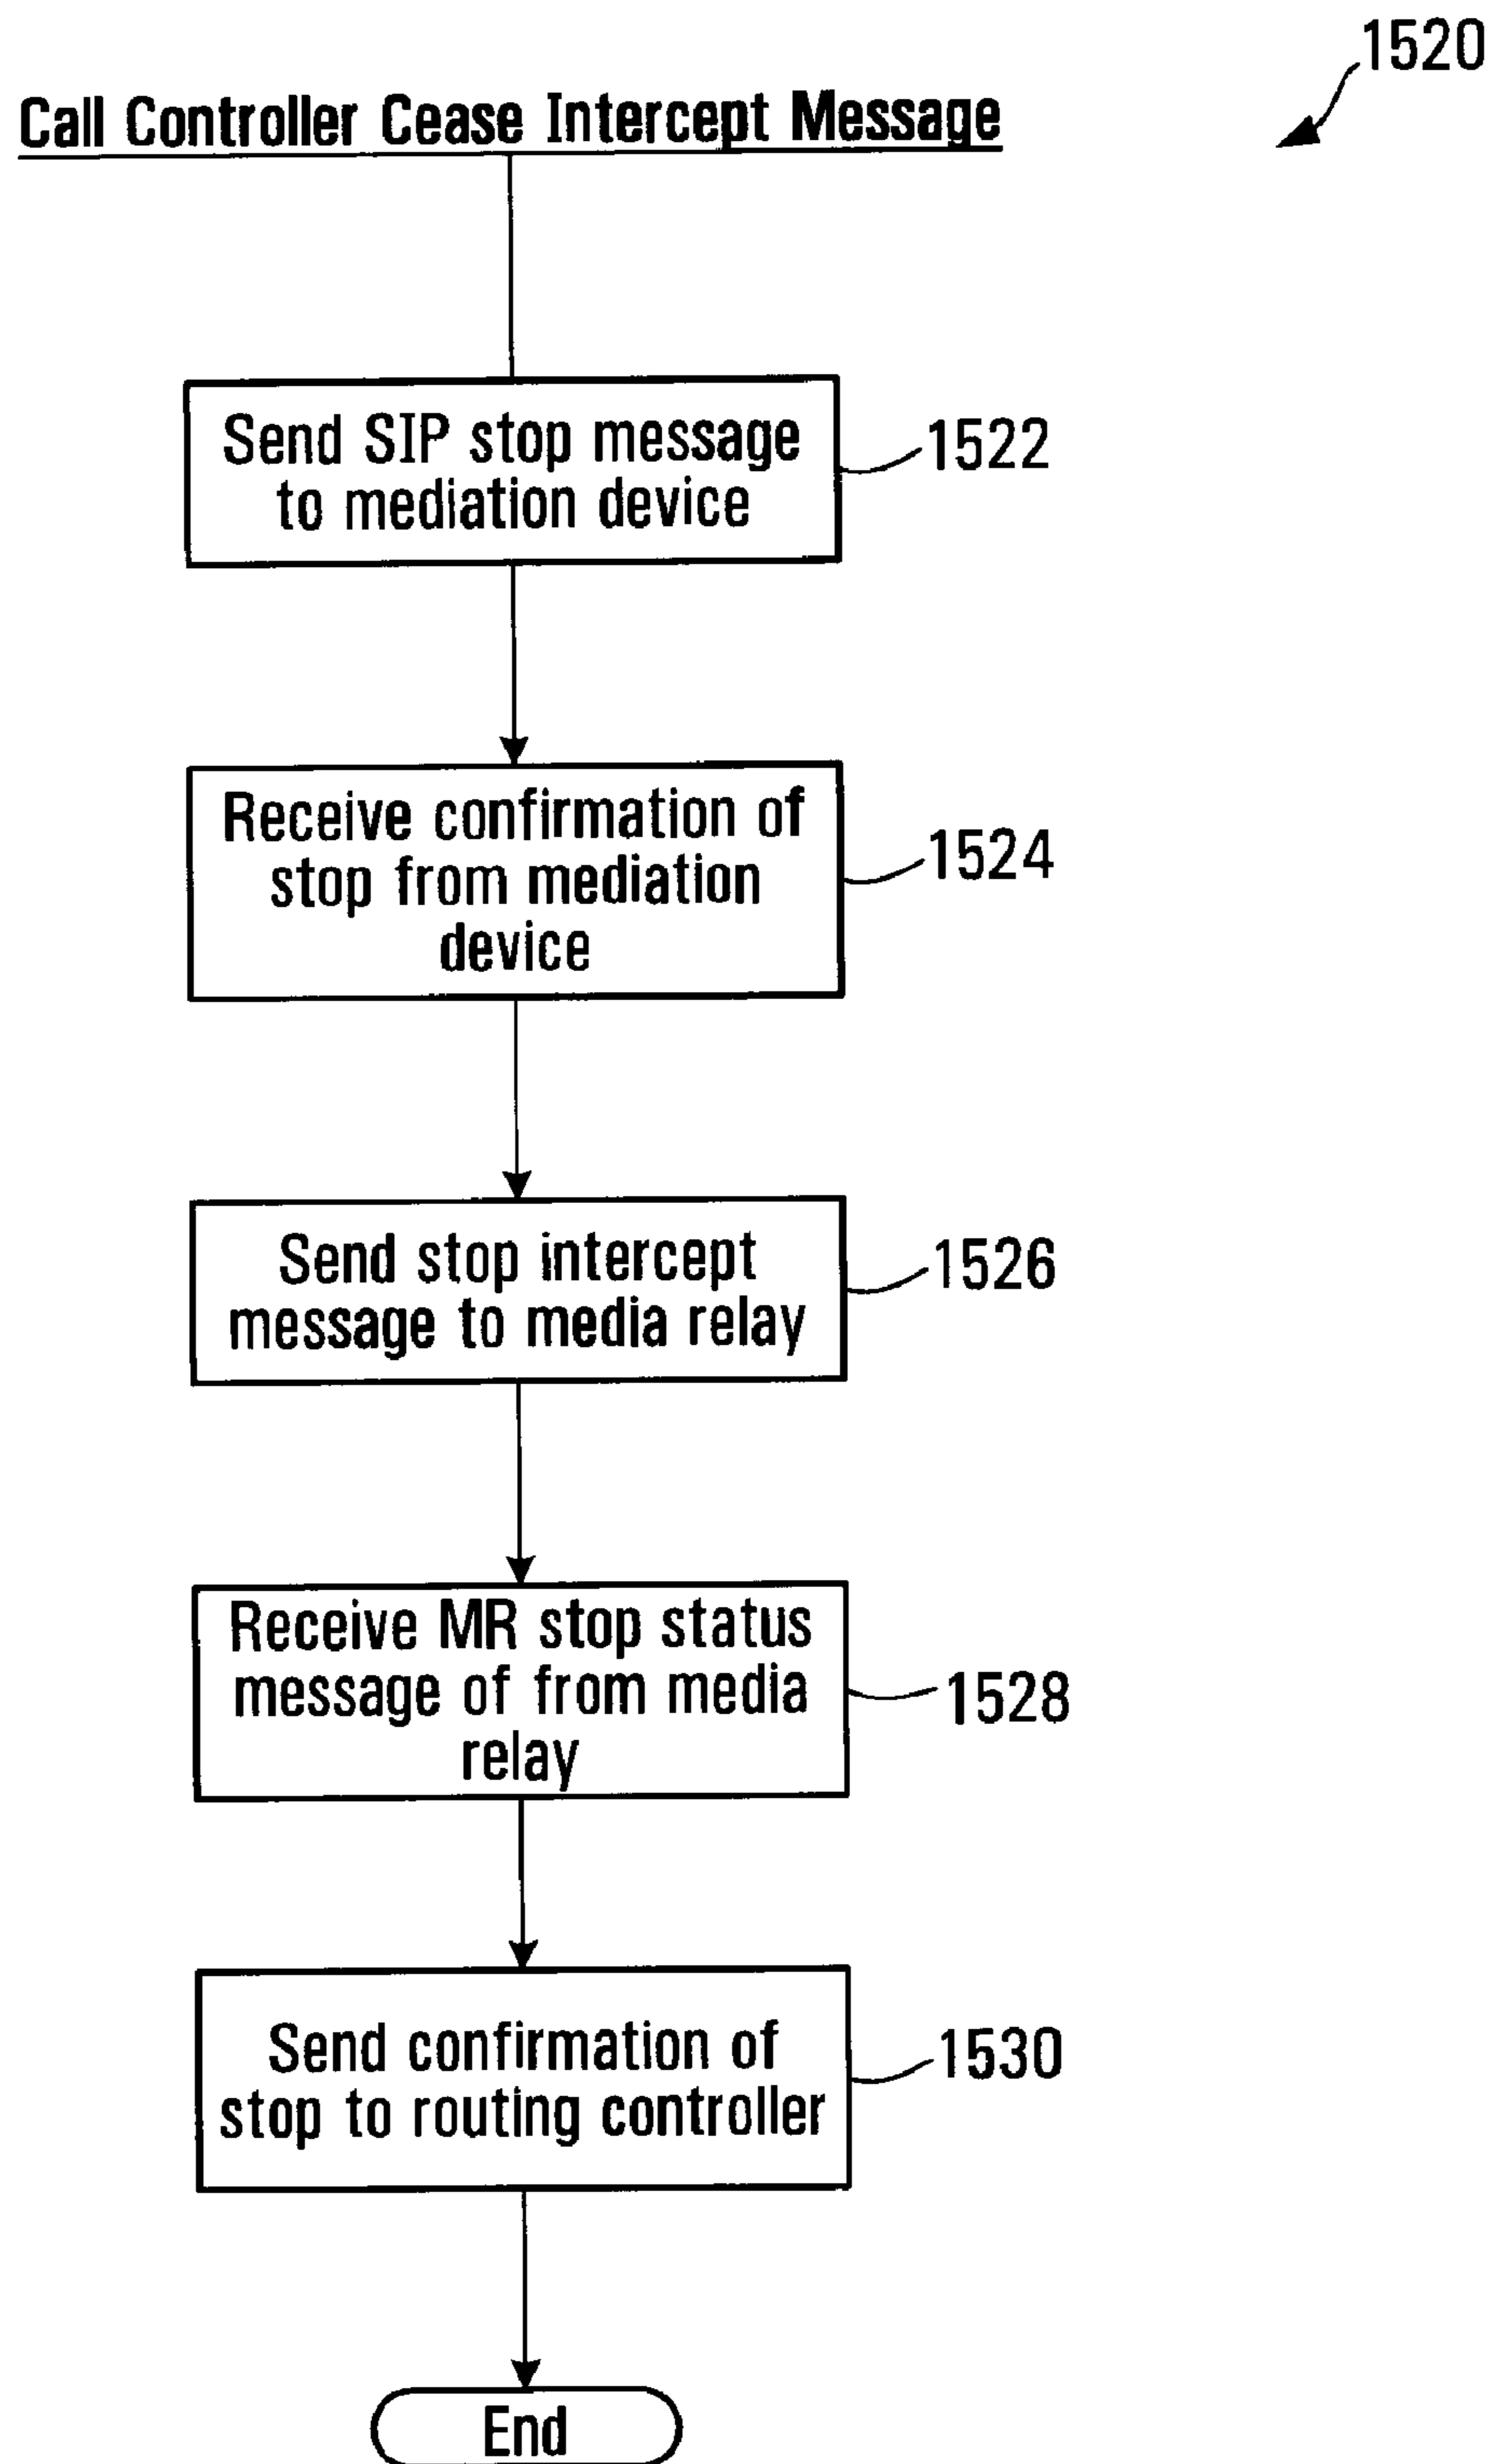 1520
Call Controller Cease Intercept Message
Send SIP stop message
to mediation device
1522
Receive confirmation of
stop from mediation
device
1524
Send stop intercept
message to media relay
1526
Receive MR stop status
message of from media
relay
1528
Send confirmation of
stop to routing controller
1530
End